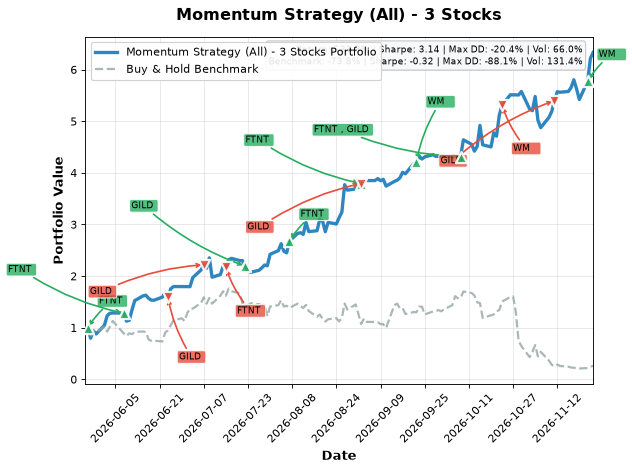 Momentum Strategy (All) - 3 Stocks
Momentum Strategy (All) - 3 Stocks Portfolio
Buy & Hold Benchmark
Sharpe: 3.14 | Max DD: -20.4% | Vol: 66.0%
Benchmark: -73.8% | Sharpe: -0.32 | Max DD: -88.1% | Vol: 131.4%
WM
WM
FTNT, GILD
FTNT
GILD
WM
FTNT
FTNT
GILD
FTNT
GILD
FTNT
FTNT
GILD
Portfolio Value
6
5
4
3
2
1
0
2026-06-05
2026-06-21
2026-07-07
2026-07-23
2026-08-08
2026-08-24
2026-09-09
2026-09-25
2026-10-11
2026-10-27
2026-11-12
Date